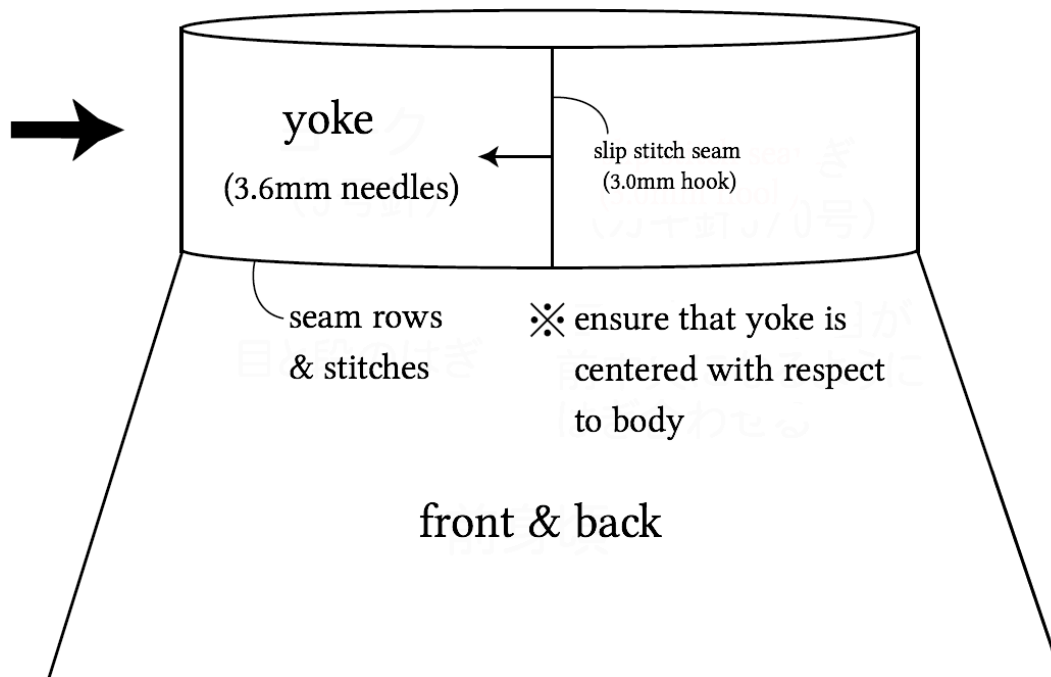 yoke
(3.6mm needles)
slip stitch seam
(3.0mm hook)
seam rows
& stitches
※ ensure that yoke is
centered with respect
to body
front & back